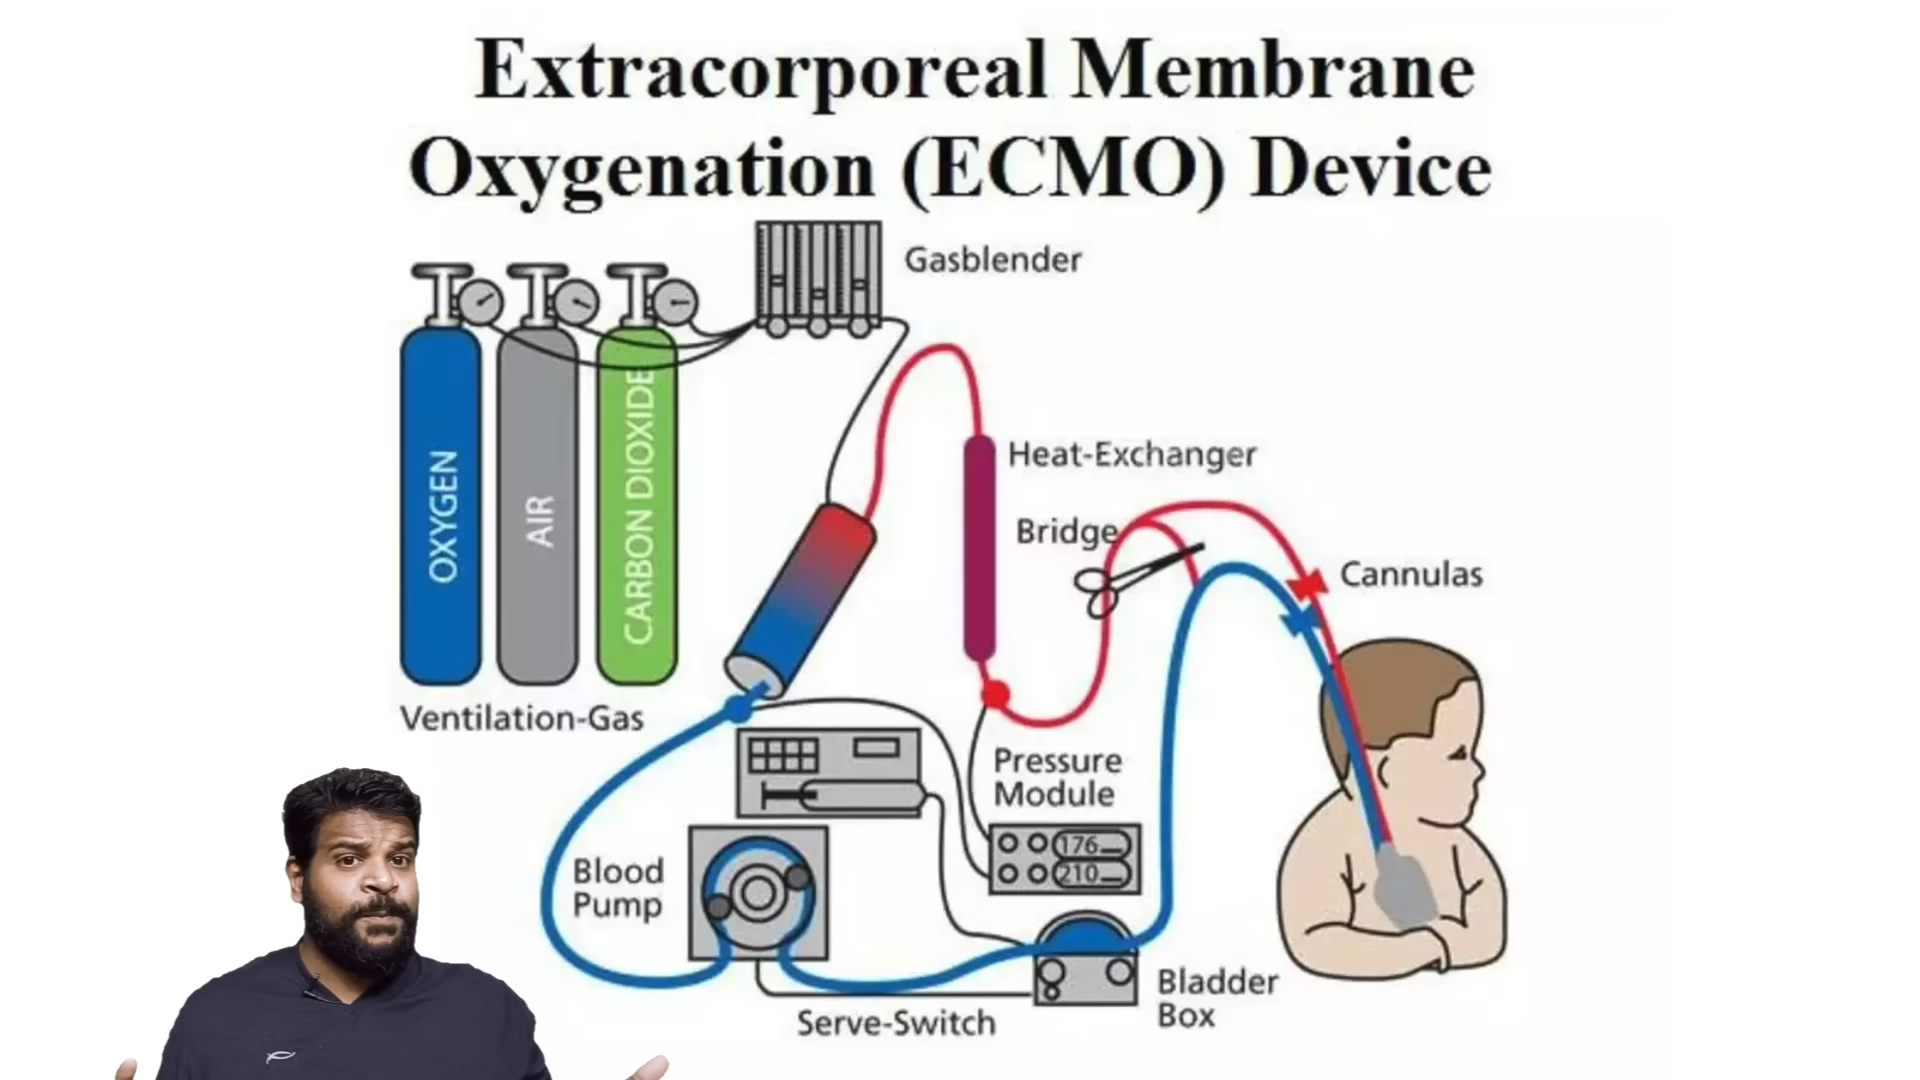 Extracorporeal Membrane
Oxygenation (ECMO) Device
Gasblender
OXYGEN
AIR
CARBON DIOXIDE
Ventilation-Gas
Heat-Exchanger
Bridge
Cannulas
Pressure
Module
176
210
Blood
Pump
Bladder
Box
Serve-Switch